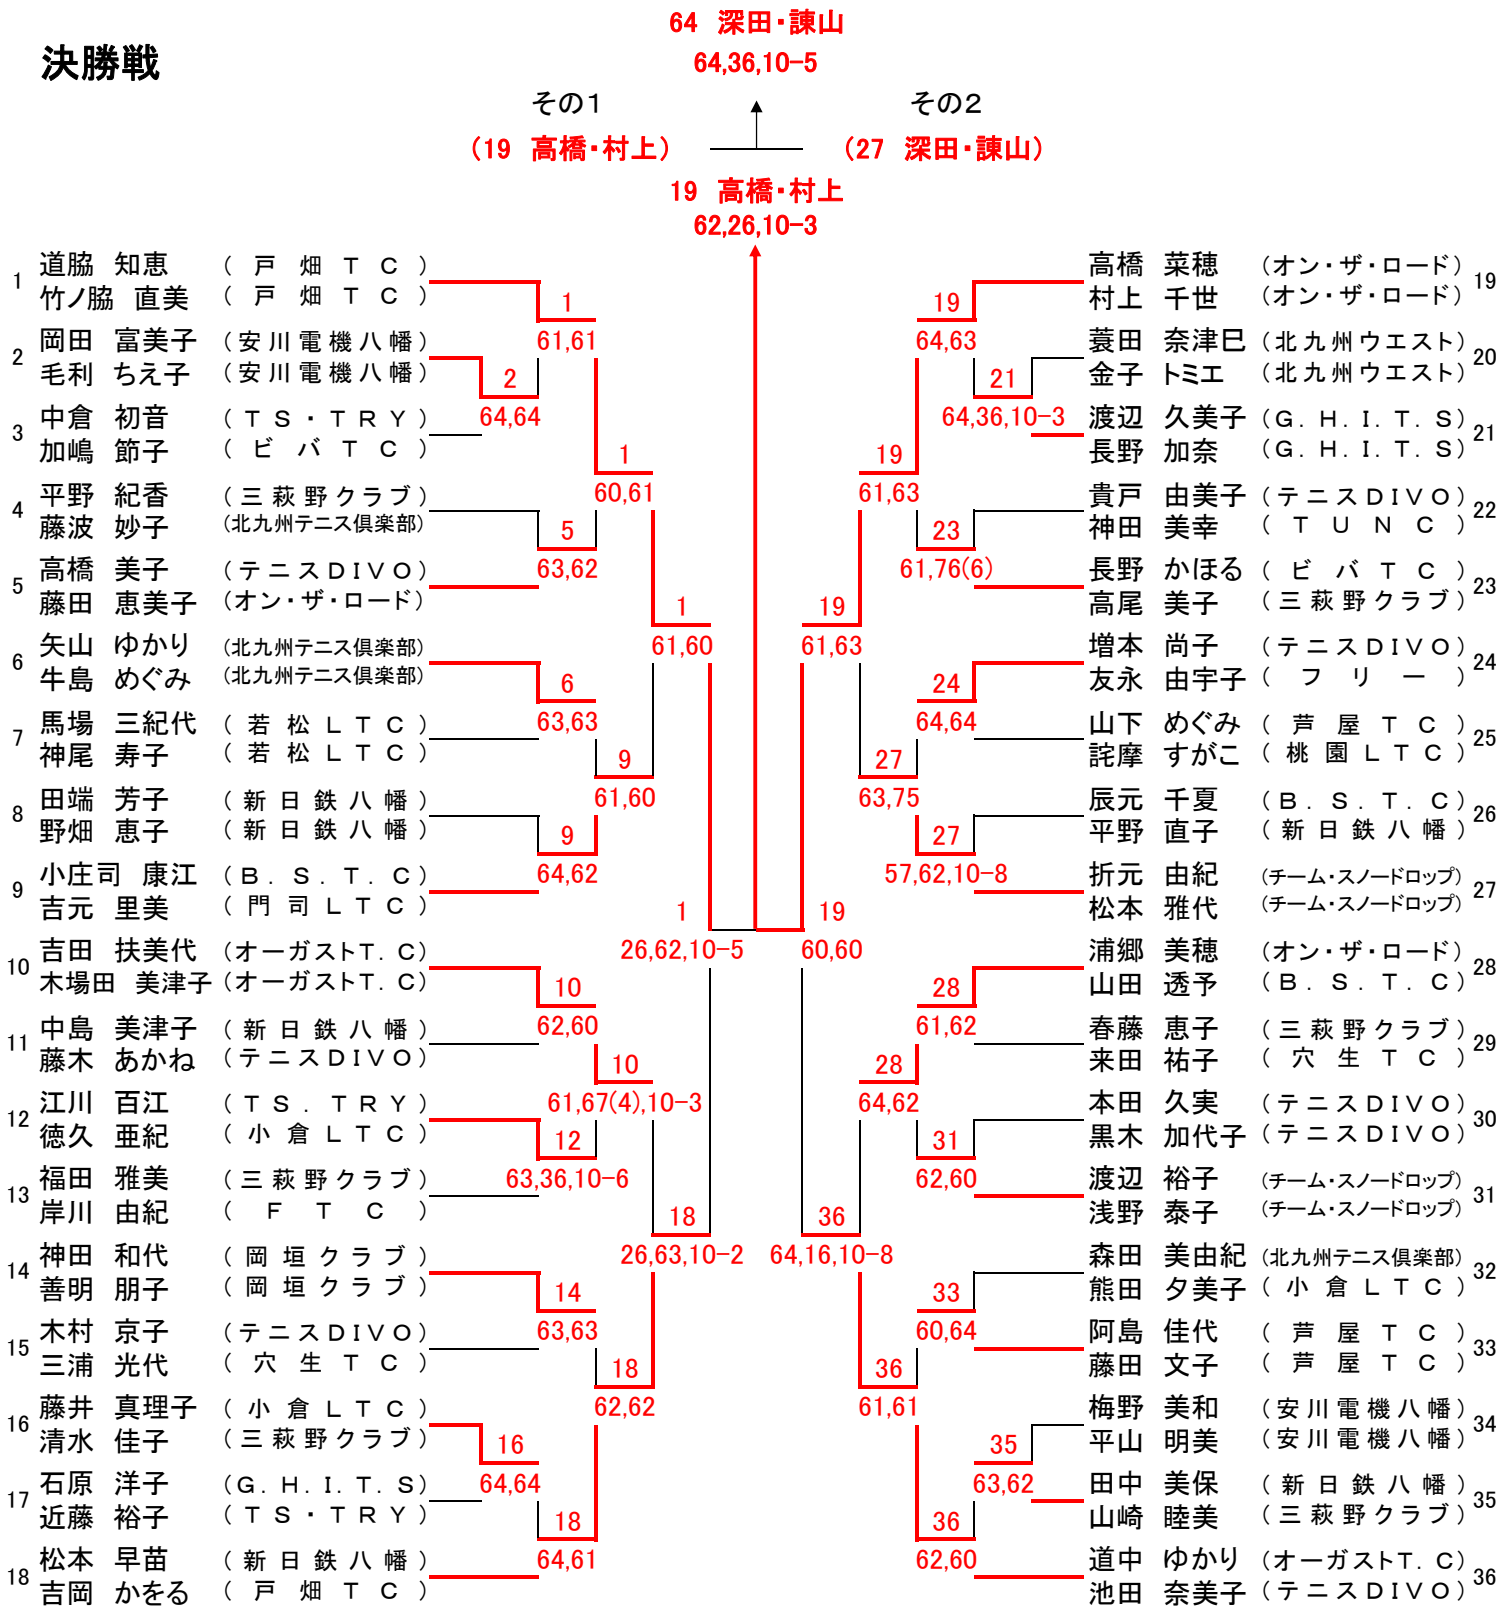 64 深田・諌山
決勝戦
64,36,10-5
その1
その2
(19 高橋・村上)
(27 深田・諌山)
19 高橋・村上
62,26,10-3
1 道脇 知恵 (戸畑TC)
竹ノ脇 直美 (戸畑TC)
2 岡田 富美子 (安川電機八幡)
毛利 ちえ子 (安川電機八幡)
3 中倉 初音 (TS・TRY)
加嶋 節子 (ビバTC)
4 平野 紀香 (三萩野クラブ)
藤波 妙子 (北九州テニス倶楽部)
5 高橋 美子 (テニスDIVO)
藤田 恵美子 (オン・ザ・ロード)
6 矢山 ゆかり (北九州テニス倶楽部)
牛島 めぐみ (北九州テニス倶楽部)
7 馬場 三紀代 (若松LTC)
神尾 寿子 (若松LTC)
8 田端 芳子 (新日鉄八幡)
野畑 恵子 (新日鉄八幡)
9 小庄司 康江 (B.S.T.C)
吉元 里美 (門司LTC)
10 吉田 扶美代 (オーガストT.C)
木場田 美津子 (オーガストT.C)
11 中島 美津子 (新日鉄八幡)
藤木 あかね (テニスDIVO)
12 江川 百江 (TS.TRY)
徳久 亜紀 (小倉LTC)
13 福田 雅美 (三萩野クラブ)
岸川 由紀 (FTC)
14 神田 和代 (岡垣クラブ)
善明 朋子 (岡垣クラブ)
15 木村 京子 (テニスDIVO)
三浦 光代 (穴生TC)
16 藤井 真理子 (小倉LTC)
清水 佳子 (三萩野クラブ)
17 石原 洋子 (G.H.I.T.S)
近藤 裕子 (TS・TRY)
18 松本 早苗 (新日鉄八幡)
吉岡 かをる (戸畑TC)
1
61,61
2
64,64
1
60,61
5
63,62
1
61,60
6
63,63
9
61,60
9
64,62
1
26,62,10-5
10
62,60
10
61,67(4),10-3
12
63,36,10-6
18
26,63,10-2
14
63,63
18
62,62
16
64,64
18
64,61
19
64,63
21
64,36,10-3
19
61,63
23
61,76(6)
19
61,63
24
64,64
27
63,75
27
57,62,10-8
19
60,60
28
61,62
28
64,62
31
62,60
36
64,16,10-8
33
60,64
36
61,61
35
63,62
36
62,60
高橋 菜穂 (オン・ザ・ロード) 19
村上 千世 (オン・ザ・ロード)
蓑田 奈津巳 (北九州ウエスト) 20
金子 トミエ (北九州ウエスト)
渡辺 久美子 (G.H.I.T.S) 21
長野 加奈 (G.H.I.T.S)
貴戸 由美子 (テニスDIVO) 22
神田 美幸 (TUNC)
長野 かほる (ビバTC) 23
高尾 美子 (三萩野クラブ)
増本 尚子 (テニスDIVO) 24
友永 由宇子 (フリー)
山下 めぐみ (芦屋TC) 25
詫摩 すがこ (桃園LTC)
辰元 千夏 (B.S.T.C) 26
平野 直子 (新日鉄八幡)
折元 由紀 (チーム・スノードロップ) 27
松本 雅代 (チーム・スノードロップ)
浦郷 美穂 (オン・ザ・ロード) 28
山田 透予 (B.S.T.C)
春藤 恵子 (三萩野クラブ) 29
来田 祐子 (穴生TC)
本田 久実 (テニスDIVO) 30
黒木 加代子 (テニスDIVO)
渡辺 裕子 (チーム・スノードロップ) 31
浅野 泰子 (チーム・スノードロップ)
森田 美由紀 (北九州テニス倶楽部) 32
熊田 夕美子 (小倉LTC)
阿島 佳代 (芦屋TC) 33
藤田 文子 (芦屋TC)
梅野 美和 (安川電機八幡) 34
平山 明美 (安川電機八幡)
田中 美保 (新日鉄八幡) 35
山崎 睦美 (三萩野クラブ)
道中 ゆかり (オーガストT.C) 36
池田 奈美子 (テニスDIVO)